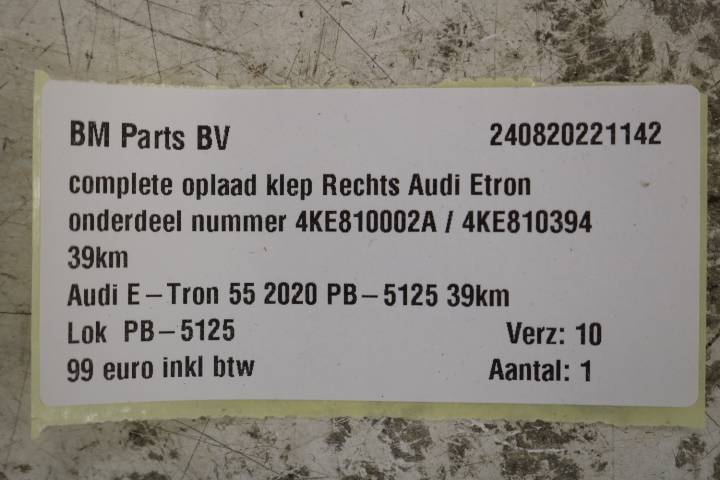 BM Parts BV 240820221142
complete oplaad klep Rechts Audi Etron
onderdeel nummer 4KE810002A / 4KE810394
39km
Audi E-Tron 55 2020 PB-5125 39km
Lok PB-5125 Verz: 10
99 euro inkl btw Aantal: 1